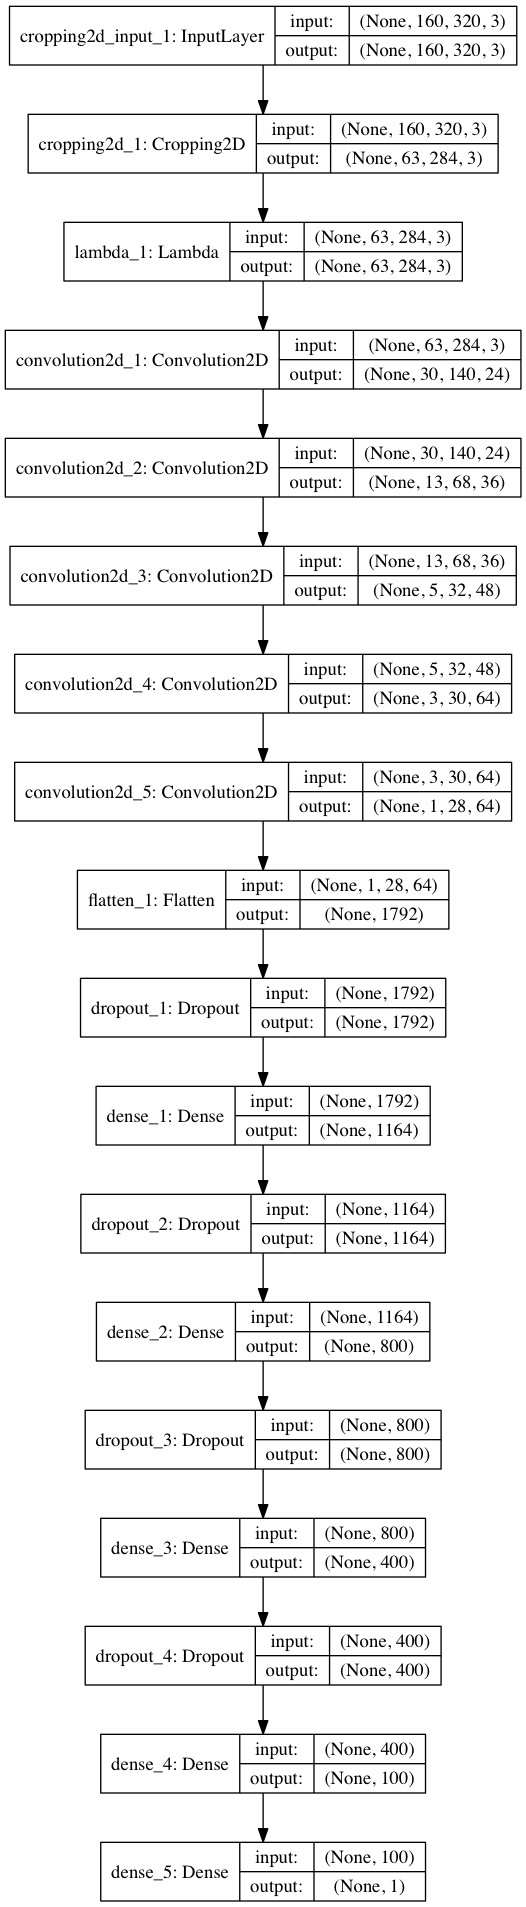 cropping2d_input_1: InputLayer
input: (None, 160, 320, 3)
output: (None, 160, 320, 3)
cropping2d_1: Cropping2D
input: (None, 160, 320, 3)
output: (None, 63, 284, 3)
lambda_1: Lambda
input: (None, 63, 284, 3)
output: (None, 63, 284, 3)
convolution2d_1: Convolution2D
input: (None, 63, 284, 3)
output: (None, 30, 140, 24)
convolution2d_2: Convolution2D
input: (None, 30, 140, 24)
output: (None, 13, 68, 36)
convolution2d_3: Convolution2D
input: (None, 13, 68, 36)
output: (None, 5, 32, 48)
convolution2d_4: Convolution2D
input: (None, 5, 32, 48)
output: (None, 3, 30, 64)
convolution2d_5: Convolution2D
input: (None, 3, 30, 64)
output: (None, 1, 28, 64)
flatten_1: Flatten
input: (None, 1, 28, 64)
output: (None, 1792)
dropout_1: Dropout
input: (None, 1792)
output: (None, 1792)
dense_1: Dense
input: (None, 1792)
output: (None, 1164)
dropout_2: Dropout
input: (None, 1164)
output: (None, 1164)
dense_2: Dense
input: (None, 1164)
output: (None, 800)
dropout_3: Dropout
input: (None, 800)
output: (None, 800)
dense_3: Dense
input: (None, 800)
output: (None, 400)
dropout_4: Dropout
input: (None, 400)
output: (None, 400)
dense_4: Dense
input: (None, 400)
output: (None, 100)
dense_5: Dense
input: (None, 100)
output: (None, 1)